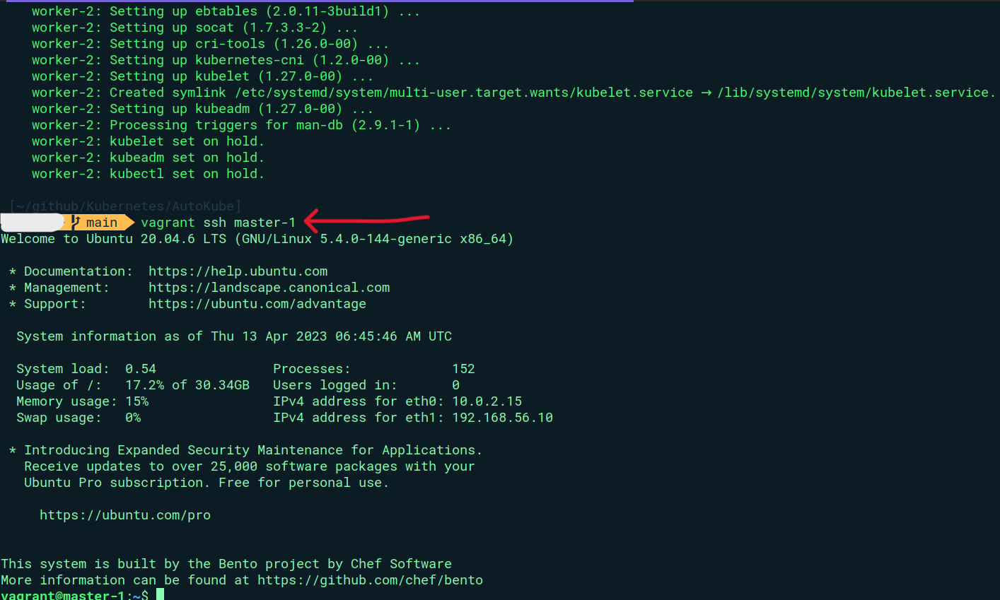 worker-2: Setting up ebtables (2.0.11-3build1) ...
worker-2: Setting up socat (1.7.3.3-2) ...
worker-2: Setting up cri-tools (1.26.0-00) ...
worker-2: Setting up kubernetes-cni (1.2.0-00) ...
worker-2: Setting up kubelet (1.27.0-00) ...
worker-2: Created symlink /etc/systemd/system/multi-user.target.wants/kubelet.service → /lib/systemd/system/kubelet.service.
worker-2: Setting up kubeadm (1.27.0-00) ...
worker-2: Processing triggers for man-db (2.9.1-1) ...
worker-2: kubelet set on hold.
worker-2: kubeadm set on hold.
worker-2: kubectl set on hold.
[~/github/Kubernetes/AutoKube]
main vagrant ssh master-1
Welcome to Ubuntu 20.04.6 LTS (GNU/Linux 5.4.0-144-generic x86_64)
* Documentation: https://help.ubuntu.com
* Management: https://landscape.canonical.com
* Support: https://ubuntu.com/advantage
System information as of Thu 13 Apr 2023 06:45:46 AM UTC
System load: 0.54 Processes: 152
Usage of /: 17.2% of 30.34GB Users logged in: 0
Memory usage: 15% IPv4 address for eth0: 10.0.2.15
Swap usage: 0% IPv4 address for eth1: 192.168.56.10
* Introducing Expanded Security Maintenance for Applications.
Receive updates to over 25,000 software packages with your
Ubuntu Pro subscription. Free for personal use.
https://ubuntu.com/pro
This system is built by the Bento project by Chef Software
More information can be found at https://github.com/chef/bento
vagrant@master-1:~$